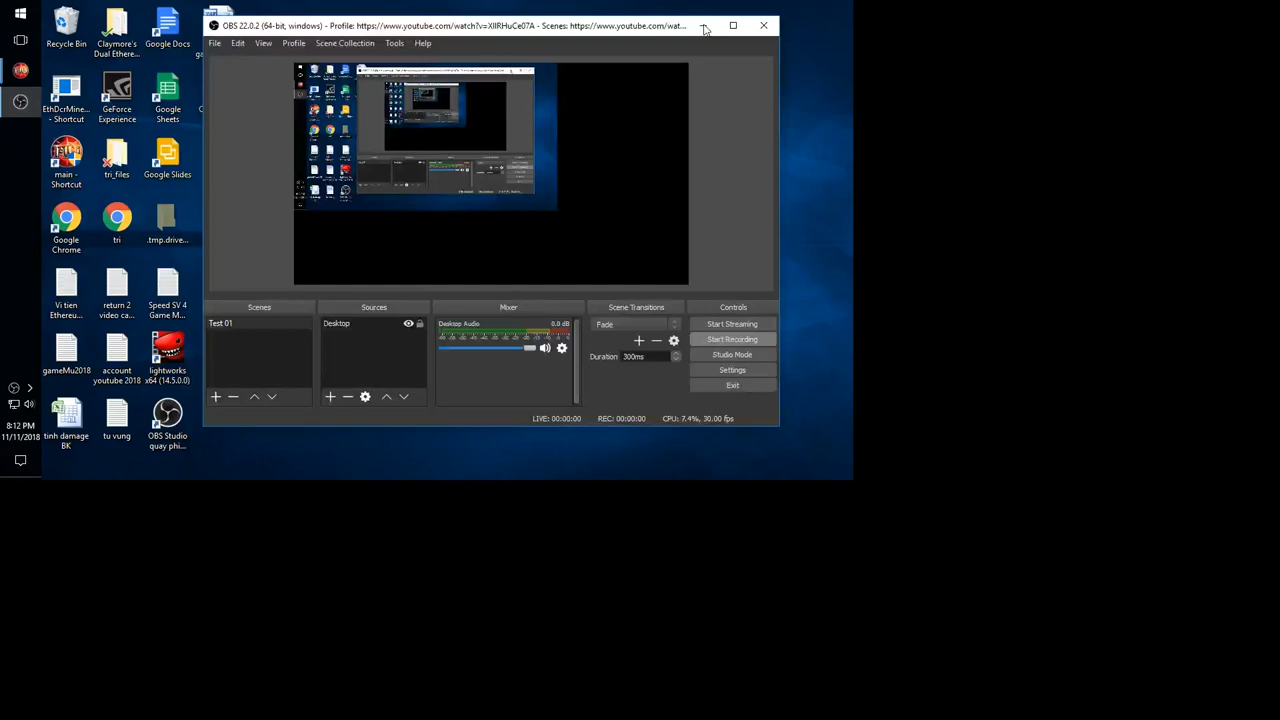 OBS 22.0.2 (64-bit, windows) - Profile: https://www.youtube.com/watch?v=XlIRHuCe07A - Scenes: https://www.youtube.com/wat...
File Edit View Profile Scene Collection Tools Help
Recycle Bin
Claymore's
Dual Ethere...
Google Docs
EthDcrMine...
- Shortcut
GeForce
Experience
Google
Sheets
main -
Shortcut
tri_files
Google Slides
Google
Chrome
tri
.tmp.drive...
Vi tien
Ethereu...
return 2
video ca...
Speed SV 4
Game M...
gameMu2018
account
youtube 2018
lightworks
x64 (14.5.0.0)
tinh damage
BK
tu vung
OBS Studio
quay phi...
8:12 PM
11/11/2018
Scenes
Test 01
Sources
Desktop
Mixer
Desktop Audio 0.0 dB
Scene Transitions
Fade
Duration 300ms
Controls
Start Streaming
Start Recording
Studio Mode
Settings
Exit
LIVE: 00:00:00 REC: 00:00:00 CPU: 7.4%, 30.00 fps